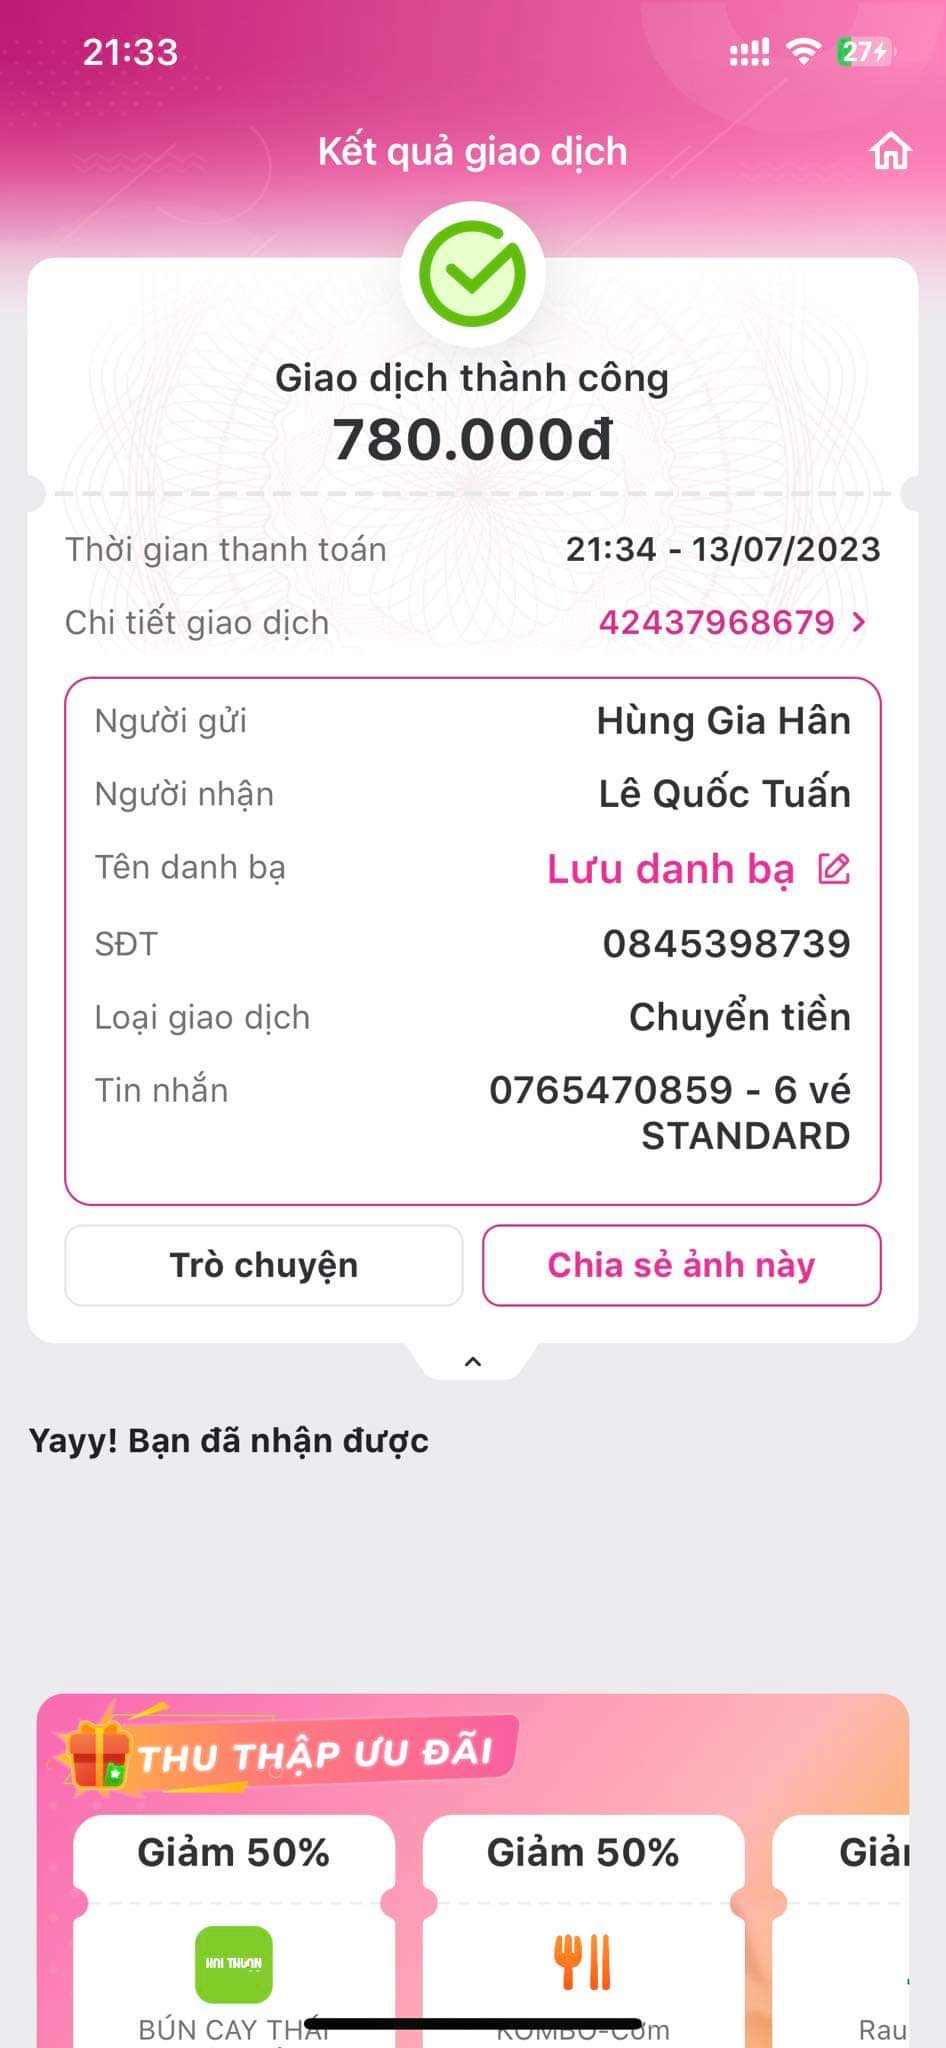 21:33
27
Kết quả giao dịch
Giao dịch thành công
780.000đ
Thời gian thanh toán 21:34 - 13/07/2023
Chi tiết giao dịch 42437968679 >
Người gửi Hùng Gia Hân
Người nhận Lê Quốc Tuấn
Tên danh bạ Lưu danh bạ
SĐT 0845398739
Loại giao dịch Chuyển tiền
Tin nhắn 0765470859 - 6 vé
STANDARD
Trò chuyện Chia sẻ ảnh này
Yayy! Bạn đã nhận được
THU THẬP ƯU ĐÃI
Giảm 50% Giảm 50%
BÚN CAY THÁI KOMBO-Cơm Rau